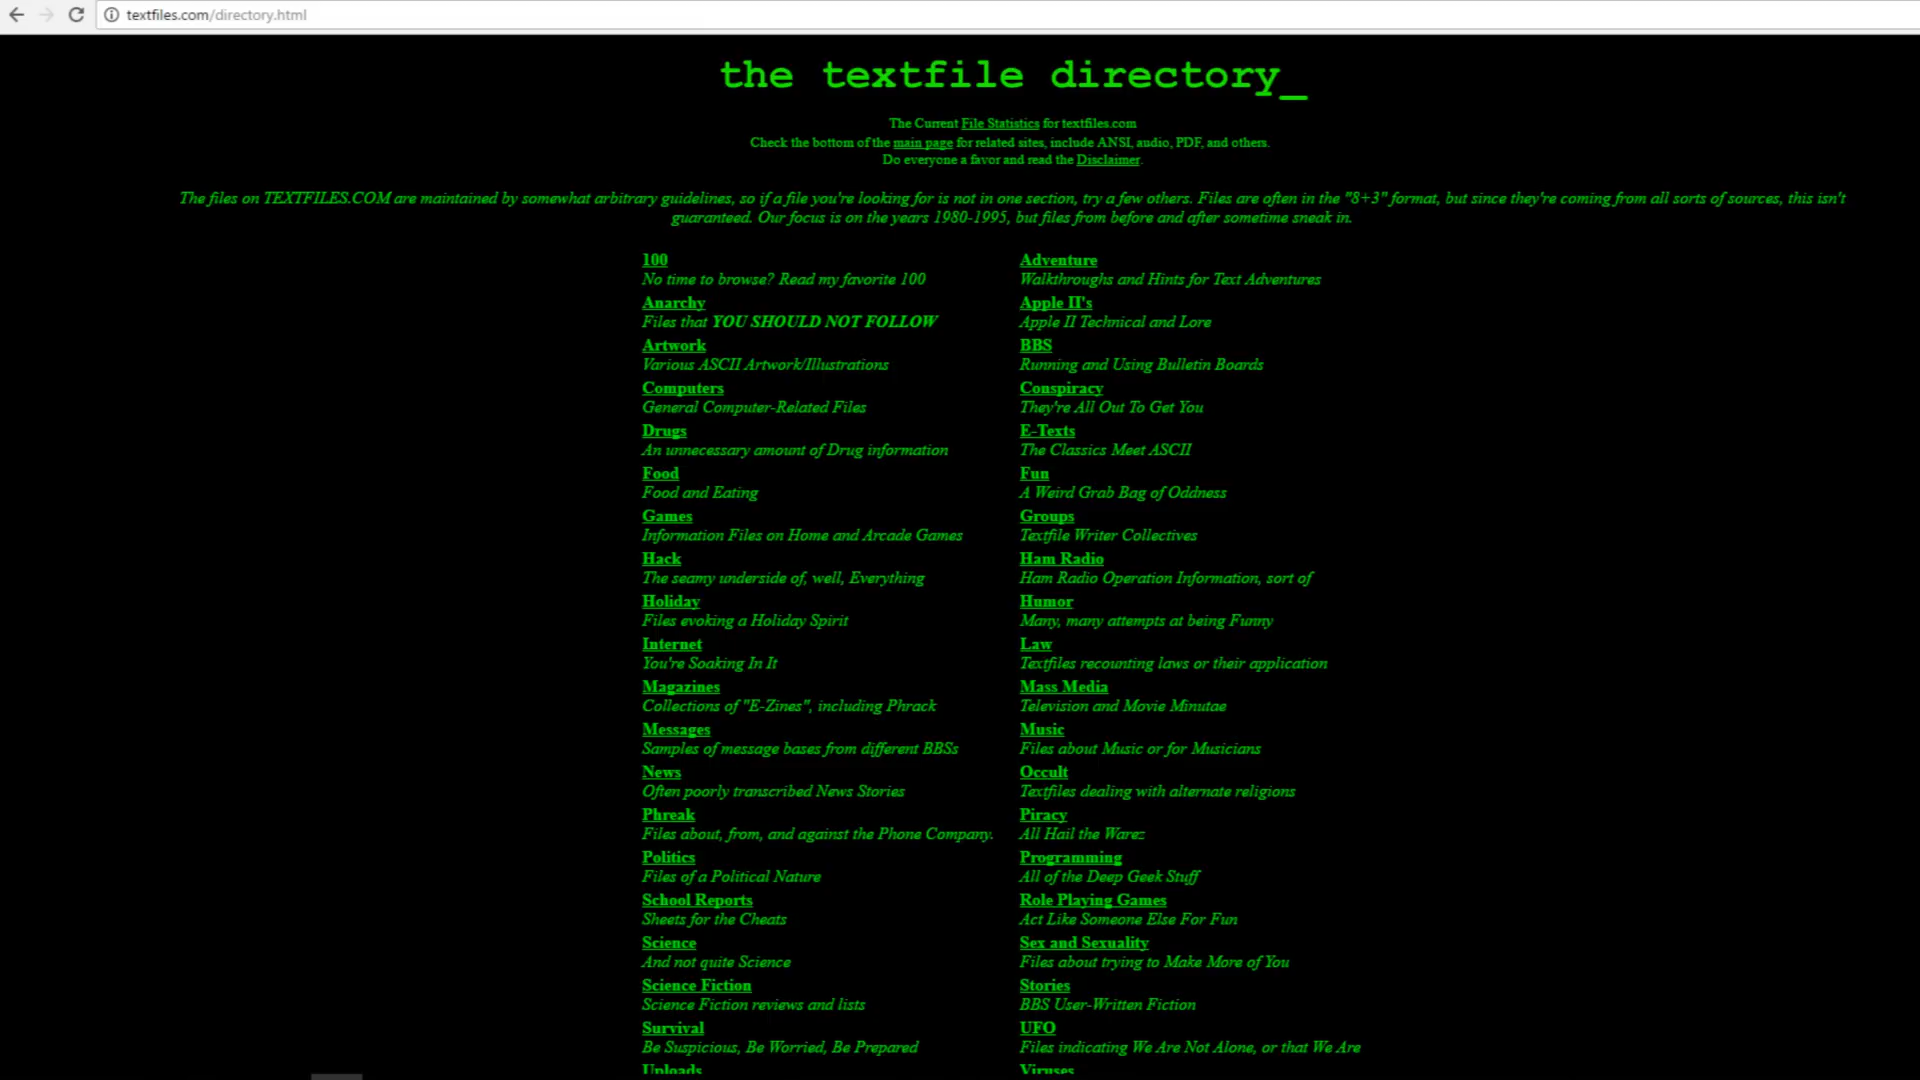 textfiles.com/directory.html
the textfile directory_
The Current File Statistics for textfiles.com
Check the bottom of the main page for related sites, include ANSI, audio, PDF, and others.
Do everyone a favor and read the Disclaimer.
The files on TEXTFILES.COM are maintained by somewhat arbitrary guidelines, so if a file you're looking for is not in one section, try a few others. Files are often in the "8+3" format, but since they're coming from all sorts of sources, this isn't
guaranteed. Our focus is on the years 1980-1995, but files from before and after sometime sneak in.
100
No time to browse? Read my favorite 100
Anarchy
Files that YOU SHOULD NOT FOLLOW
Artwork
Various ASCII Artwork/Illustrations
Computers
General Computer-Related Files
Drugs
An unnecessary amount of Drug information
Food
Food and Eating
Games
Information Files on Home and Arcade Games
Hack
The seamy underside of, well, Everything
Holiday
Files evoking a Holiday Spirit
Internet
You're Soaking In It
Magazines
Collections of "E-Zines", including Phrack
Messages
Samples of message bases from different BBSs
News
Often poorly transcribed News Stories
Phreak
Files about, from, and against the Phone Company.
Politics
Files of a Political Nature
School Reports
Sheets for the Cheats
Science
And not quite Science
Science Fiction
Science Fiction reviews and lists
Survival
Be Suspicious, Be Worried, Be Prepared
Uploads
Adventure
Walkthroughs and Hints for Text Adventures
Apple II's
Apple II Technical and Lore
BBS
Running and Using Bulletin Boards
Conspiracy
They're All Out To Get You
E-Texts
The Classics Meet ASCII
Fun
A Weird Grab Bag of Oddness
Groups
Textfile Writer Collectives
Ham Radio
Ham Radio Operation Information, sort of
Humor
Many, many attempts at being Funny
Law
Textfiles recounting laws or their application
Mass Media
Television and Movie Minutae
Music
Files about Music or for Musicians
Occult
Textfiles dealing with alternate religions
Piracy
All Hail the Warez
Programming
All of the Deep Geek Stuff
Role Playing Games
Act Like Someone Else For Fun
Sex and Sexuality
Files about trying to Make More of You
Stories
BBS User-Written Fiction
UFO
Files indicating We Are Not Alone, or that We Are
Viruses